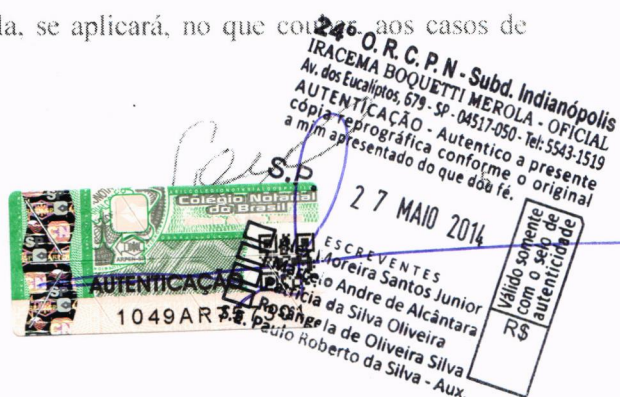 la, se aplicará, no que aos casos de
24º O. R. C. P. N - Subd. Indianópolis
IRACEMA BOQUETTI MEROLA - OFICIAL
Av. dos Eucaliptos, 679 - SP - 04517-050 - Tel: 5543-1519
AUTENTICAÇÃO - Autentico a presente
cópia reprográfica conforme o original
a mim apresentado do que dou fé.
S.P
27 MAIO 2014
Válido somente
com o selo de
autenticidade
R$
Colégio Notarial
do Brasil
AUTENTICAÇÃO
1049AR
ESCREVENTES
Moreira Santos Junior
Andre de Alcântara
da Silva Oliveira
de Oliveira Silva
Paulo Roberto da Silva - Aux.